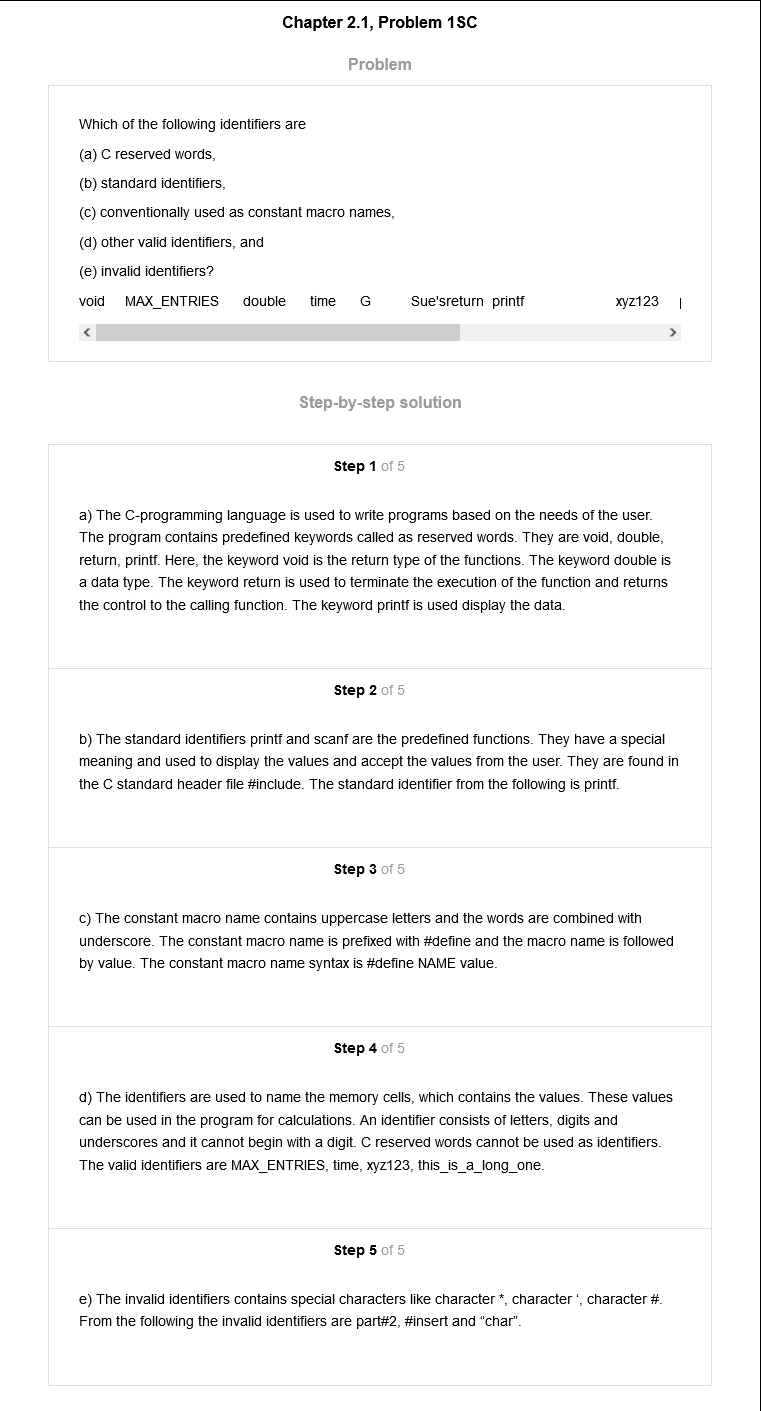 Chapter 2.1, Problem 1SC
Problem
Which of the following identifiers are
(a) C reserved words,
(b) standard identifiers,
(c) conventionally used as constant macro names,
(d) other valid identifiers, and
(e) invalid identifiers?
void MAX_ENTRIES double time G Sue'sreturn printf xyz123
Step-by-step solution
Step 1 of 5
a) The C-programming language is used to write programs based on the needs of the user.
The program contains predefined keywords called as reserved words. They are void, double,
return, printf. Here, the keyword void is the return type of the functions. The keyword double is
a data type. The keyword return is used to terminate the execution of the function and returns
the control to the calling function. The keyword printf is used display the data.
Step 2 of 5
b) The standard identifiers printf and scanf are the predefined functions. They have a special
meaning and used to display the values and accept the values from the user. They are found in
the C standard header file #include. The standard identifier from the following is printf.
Step 3 of 5
c) The constant macro name contains uppercase letters and the words are combined with
underscore. The constant macro name is prefixed with #define and the macro name is followed
by value. The constant macro name syntax is #define NAME value.
Step 4 of 5
d) The identifiers are used to name the memory cells, which contains the values. These values
can be used in the program for calculations. An identifier consists of letters, digits and
underscores and it cannot begin with a digit. C reserved words cannot be used as identifiers.
The valid identifiers are MAX_ENTRIES, time, xyz123, this_is_a_long_one.
Step 5 of 5
e) The invalid identifiers contains special characters like character *, character ‘, character #.
From the following the invalid identifiers are part#2, #insert and “char”.